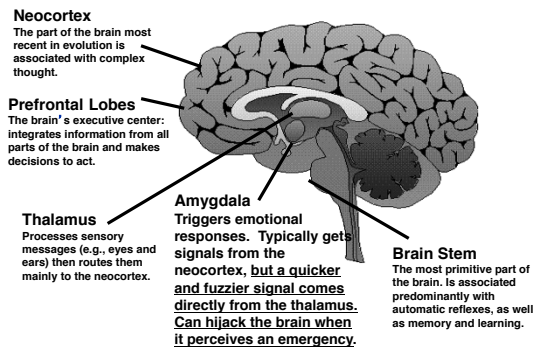 Neocortex
The part of the brain most
recent in evolution is
associated with complex
thought.
Prefrontal Lobes
The brain's executive center:
integrates information from all
parts of the brain and makes
decisions to act.
Thalamus
Processes sensory
messages (e.g., eyes and
ears) then routes them
mainly to the neocortex.
Amygdala
Triggers emotional
responses. Typically gets
signals from the
neocortex, but a quicker
and fuzzier signal comes
directly from the thalamus.
Can hijack the brain when
it perceives an emergency.
Brain Stem
The most primitive part of
the brain. Is associated
predominantly with
automatic reflexes, as well
as memory and learning.